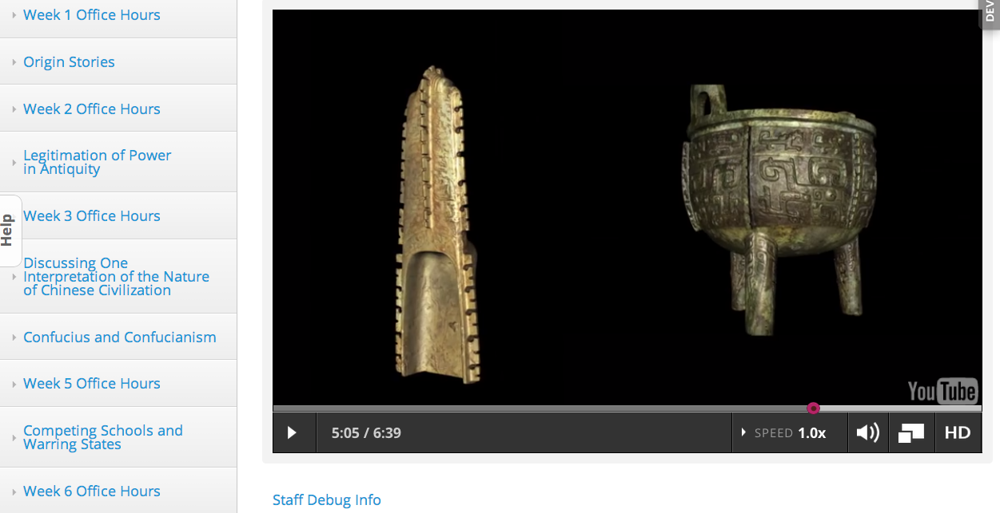 Week 1 Office Hours
Origin Stories
Week 2 Office Hours
Legitimation of Power
in Antiquity
Help
Week 3 Office Hours
Discussing One
Interpretation of the Nature
of Chinese Civilization
Confucius and Confucianism
Week 5 Office Hours
Competing Schools and
Warring States
Week 6 Office Hours
DEV
YouTube
5:05 / 6:39
SPEED 1.0x
HD
Staff Debug Info